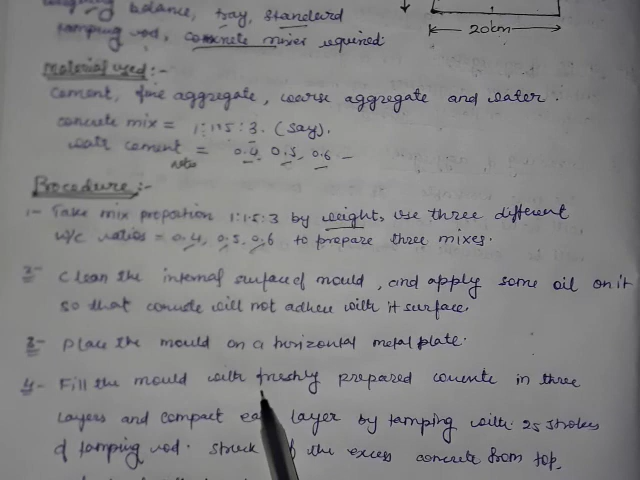 balance, tray, standard
tamping rod, concrete mixer required.
20cm
Material used:-
Cement, fine aggregate, coarse aggregate and water.
concrete mix = 1:1.5:3. (say).
watr cement = 0.4, 0.5, 0.6 -
ratio
Procedure:-
1- Take mix proportion 1:1.5:3 by weight, use three different
w/c ratios = 0.4, 0.5, 0.6 to prepare three mixes.
2- Clean the internal surface of mould, and apply some oil on it
so that concrete will not adhere with it surface.
3- Place the mould on a horizontal metal plate.
4- Fill the mould with freshly prepared concrete in three
layers and compact layer by tamping with 25 strokes
of tamping rod. Struck the excess concrete from top.